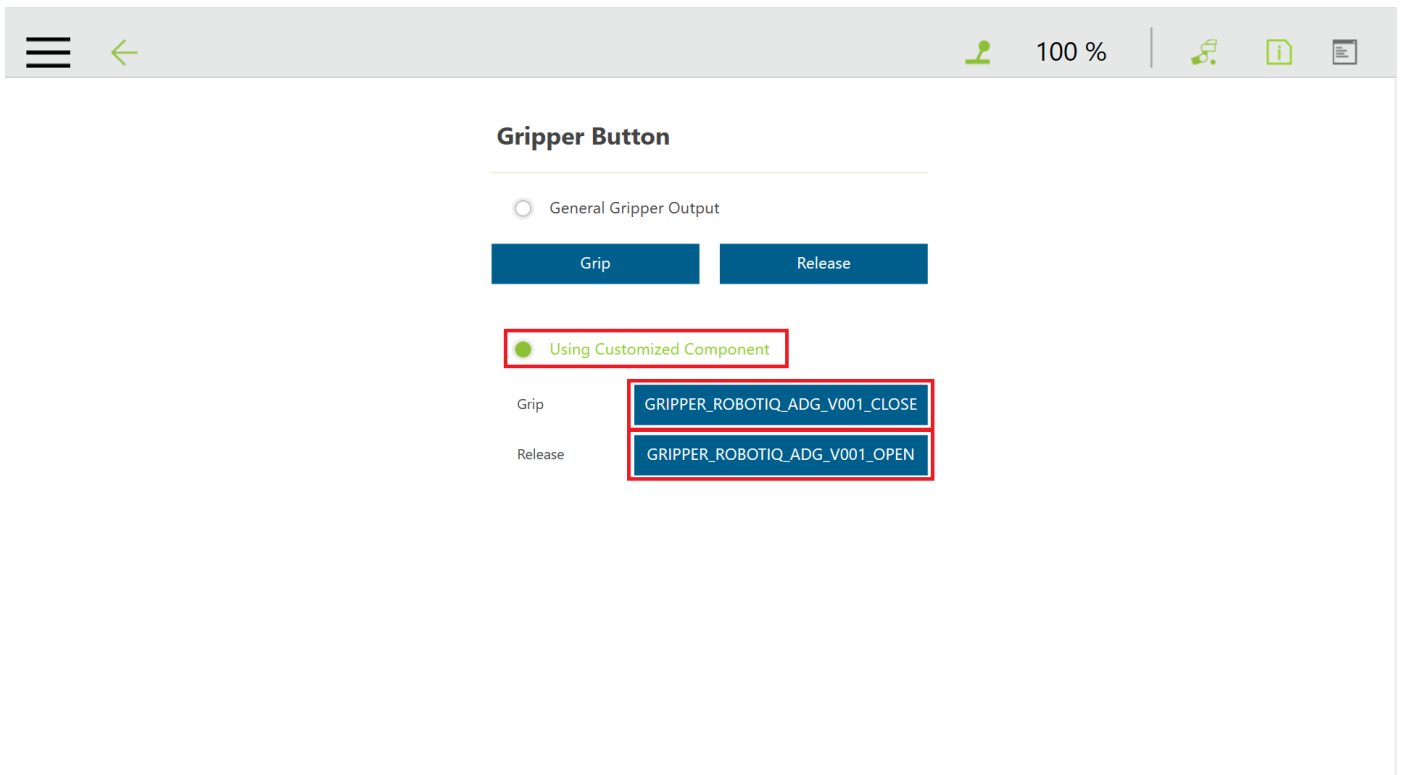 100 %
Gripper Button
General Gripper Output
Grip Release
Using Customized Component
Grip GRIPPER_ROBOTIQ_ADG_V001_CLOSE
Release GRIPPER_ROBOTIQ_ADG_V001_OPEN